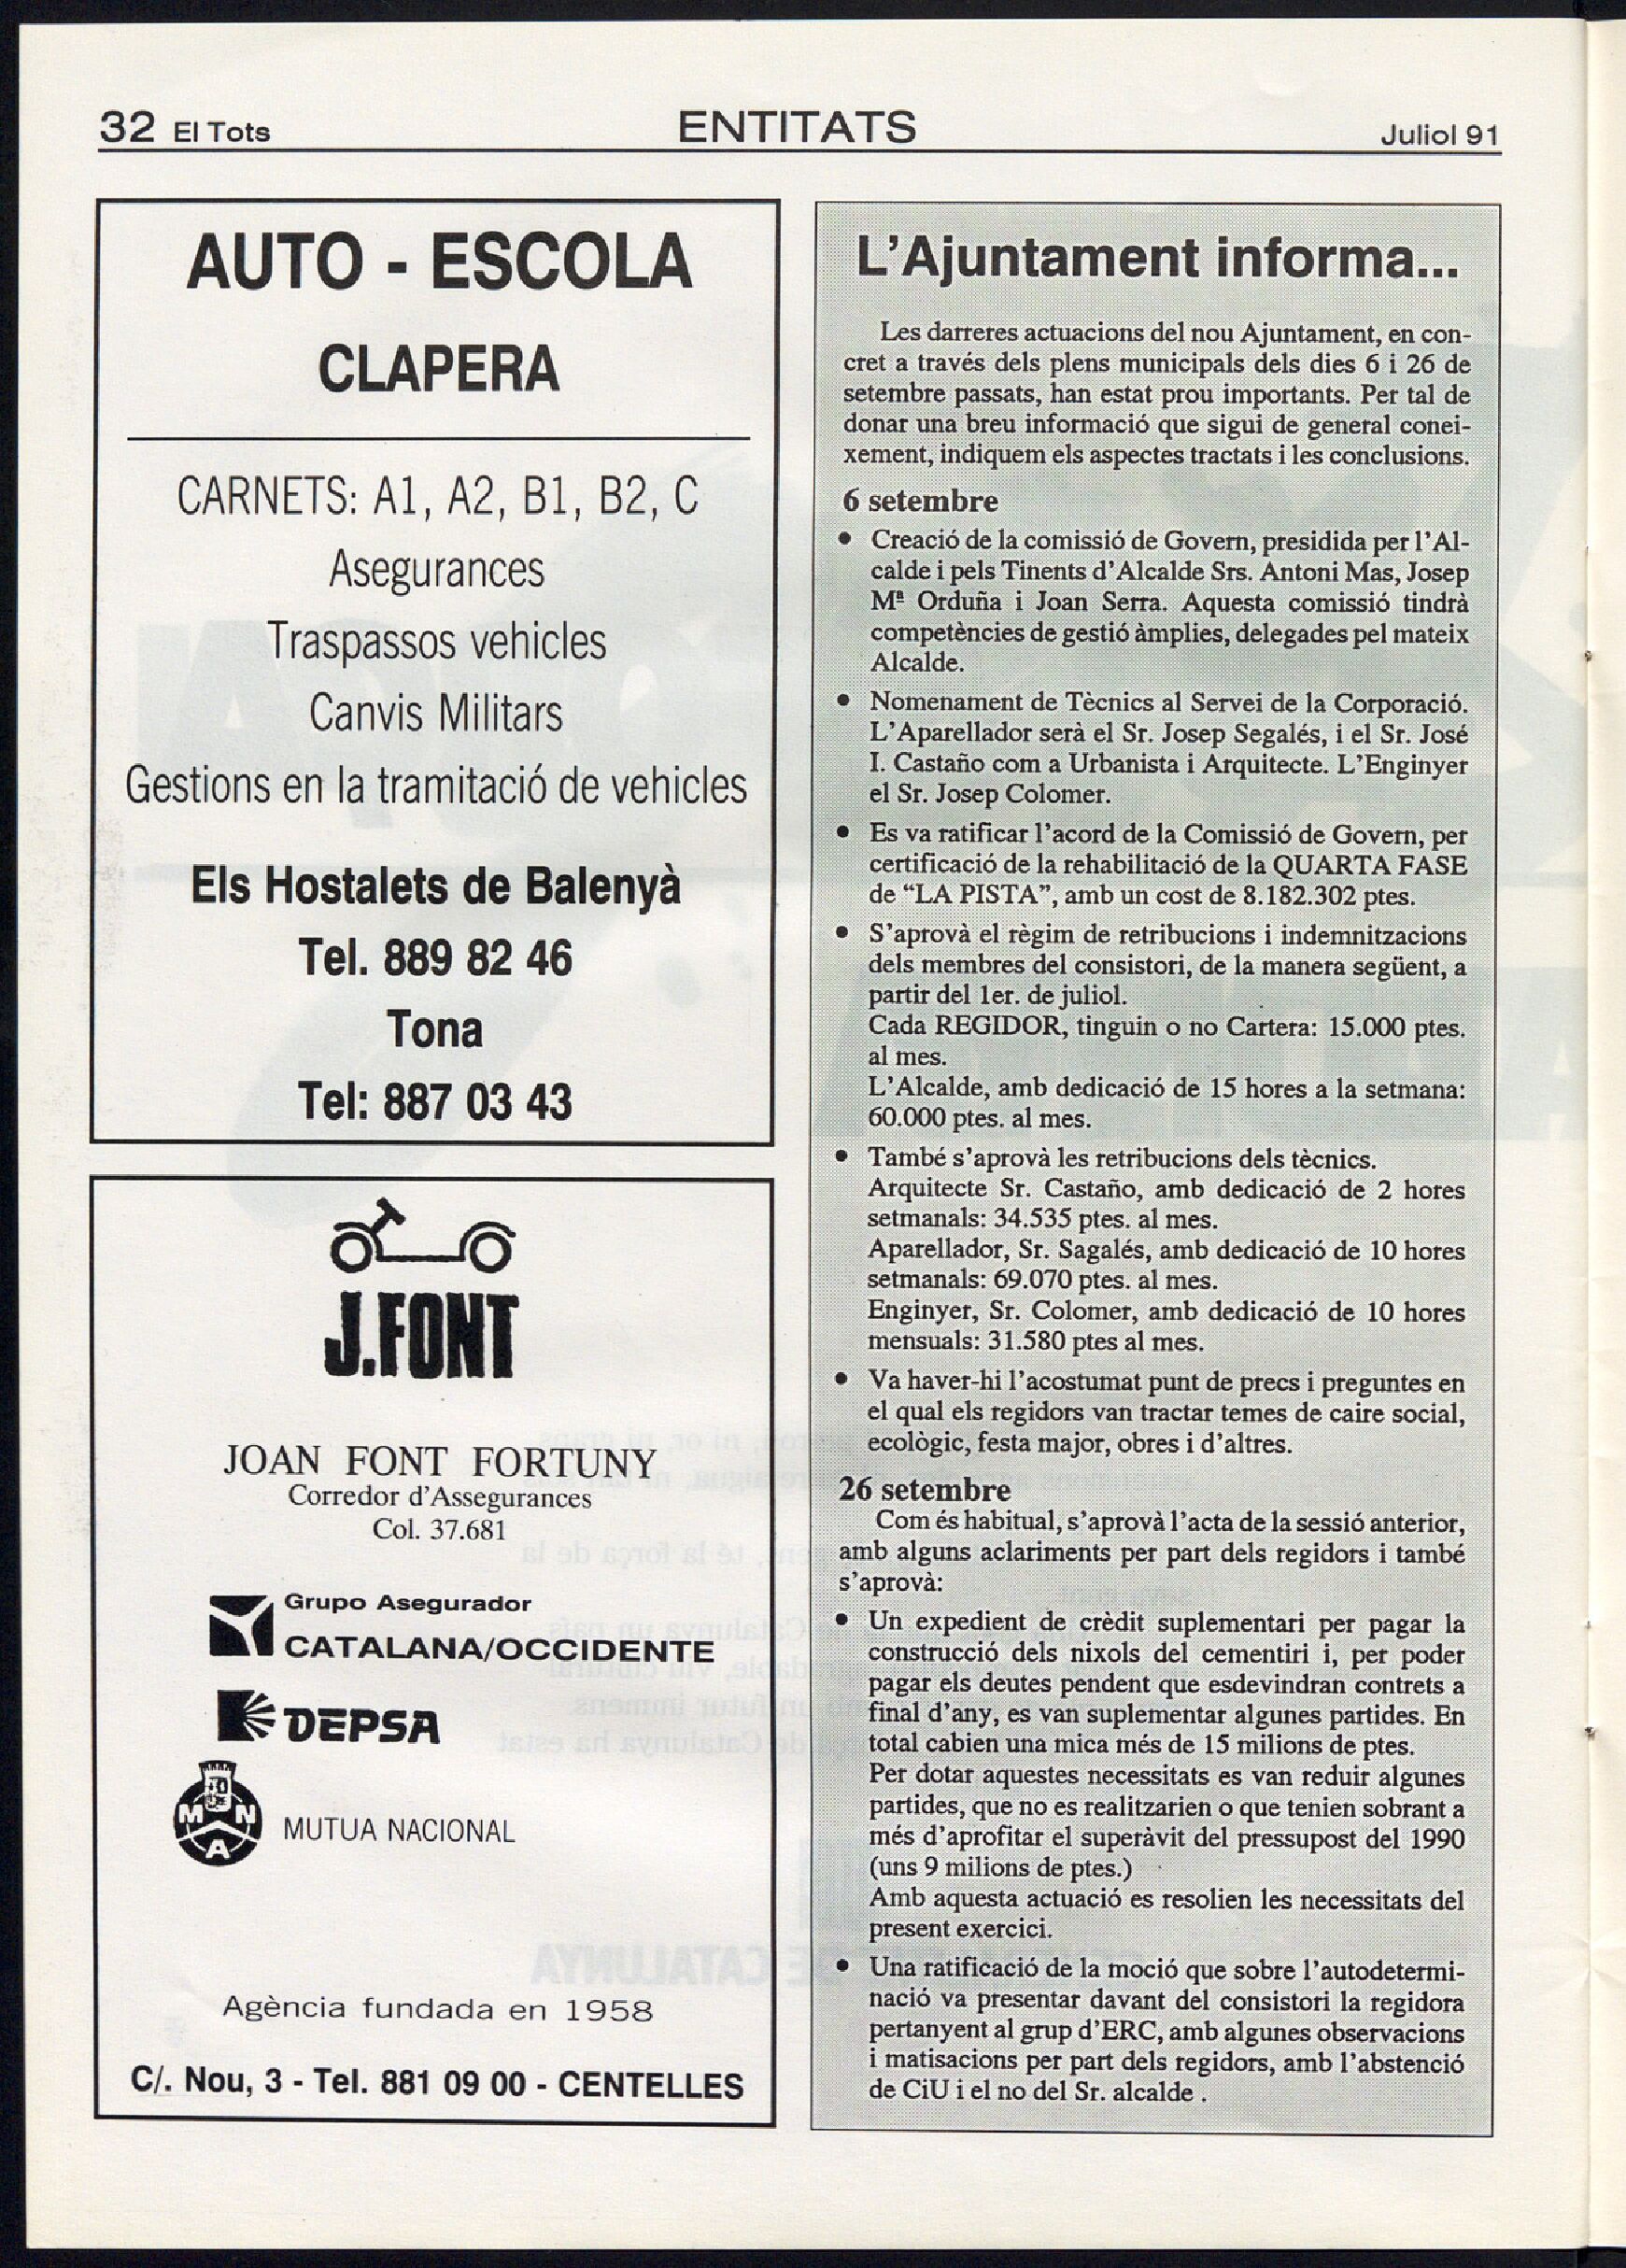 32 El Tots
ENTITATS
Juliol 91
AUTO - ESCOLA
CLAPERA
CARNETS: A1, A2, B1, B2, C
Asegurances
Traspassos vehicles
Canvis Militars
Gestions en la tramitació de vehicles
Els Hostalets de Balenyà
Tel. 889 82 46
Tona
Tel: 887 03 43
J.FONT
JOAN FONT FORTUNY
Corredor d'Assegurances
Col. 37.681
Grupo Asegurador
CATALANA/OCCIDENTE
DEPSA
M N
A
MUTUA NACIONAL
Agència fundada en 1958
C/. Nou, 3 - Tel. 881 09 00 - CENTELLES
L'Ajuntament informa...
Les darreres actuacions del nou Ajuntament, en con-
cret a través dels plens municipals dels dies 6 i 26 de
setembre passats, han estat prou importants. Per tal de
donar una breu informació que sigui de general conei-
xement, indiquem els aspectes tractats i les conclusions.
6 setembre
• Creació de la comissió de Govern, presidida per l'Al-
calde i pels Tinents d'Alcalde Srs. Antoni Mas, Josep
Mª Orduña i Joan Serra. Aquesta comissió tindrà
competències de gestió àmplies, delegades pel mateix
Alcalde.
• Nomenament de Tècnics al Servei de la Corporació.
L'Aparellador serà el Sr. Josep Segalés, i el Sr. José
I. Castaño com a Urbanista i Arquitecte. L'Enginyer
el Sr. Josep Colomer.
• Es va ratificar l'acord de la Comissió de Govern, per
certificació de la rehabilitació de la QUARTA FASE
de “LA PISTA”, amb un cost de 8.182.302 ptes.
• S'aprovà el règim de retribucions i indemnitzacions
dels membres del consistori, de la manera següent, a
partir del 1er. de juliol.
Cada REGIDOR, tinguin o no Cartera: 15.000 ptes.
al mes.
L'Alcalde, amb dedicació de 15 hores a la setmana:
60.000 ptes. al mes.
• També s'aprovà les retribucions dels tècnics.
Arquitecte Sr. Castaño, amb dedicació de 2 hores
setmanals: 34.535 ptes. al mes.
Aparellador, Sr. Sagalés, amb dedicació de 10 hores
setmanals: 69.070 ptes. al mes.
Enginyer, Sr. Colomer, amb dedicació de 10 hores
mensuals: 31.580 ptes al mes.
• Va haver-hi l'acostumat punt de precs i preguntes en
el qual els regidors van tractar temes de caire social,
ecològic, festa major, obres i d'altres.
26 setembre
Com és habitual, s'aprovà l'acta de la sessió anterior,
amb alguns aclariments per part dels regidors i també
s'aprovà:
• Un expedient de crèdit suplementari per pagar la
construcció dels nixols del cementiri i, per poder
pagar els deutes pendent que esdevindran contrets a
final d'any, es van suplementar algunes partides. En
total cabien una mica més de 15 milions de ptes.
Per dotar aquestes necessitats es van reduir algunes
partides, que no es realitzarien o que tenien sobrant a
més d'aprofitar el superàvit del pressupost del 1990
(uns 9 milions de ptes.)
Amb aquesta actuació es resolien les necessitats del
present exercici.
• Una ratificació de la moció que sobre l'autodetermi-
nació va presentar davant del consistori la regidora
pertanyent al grup d'ERC, amb algunes observacions
i matisacions per part dels regidors, amb l'abstenció
de CiU i el no del Sr. alcalde .